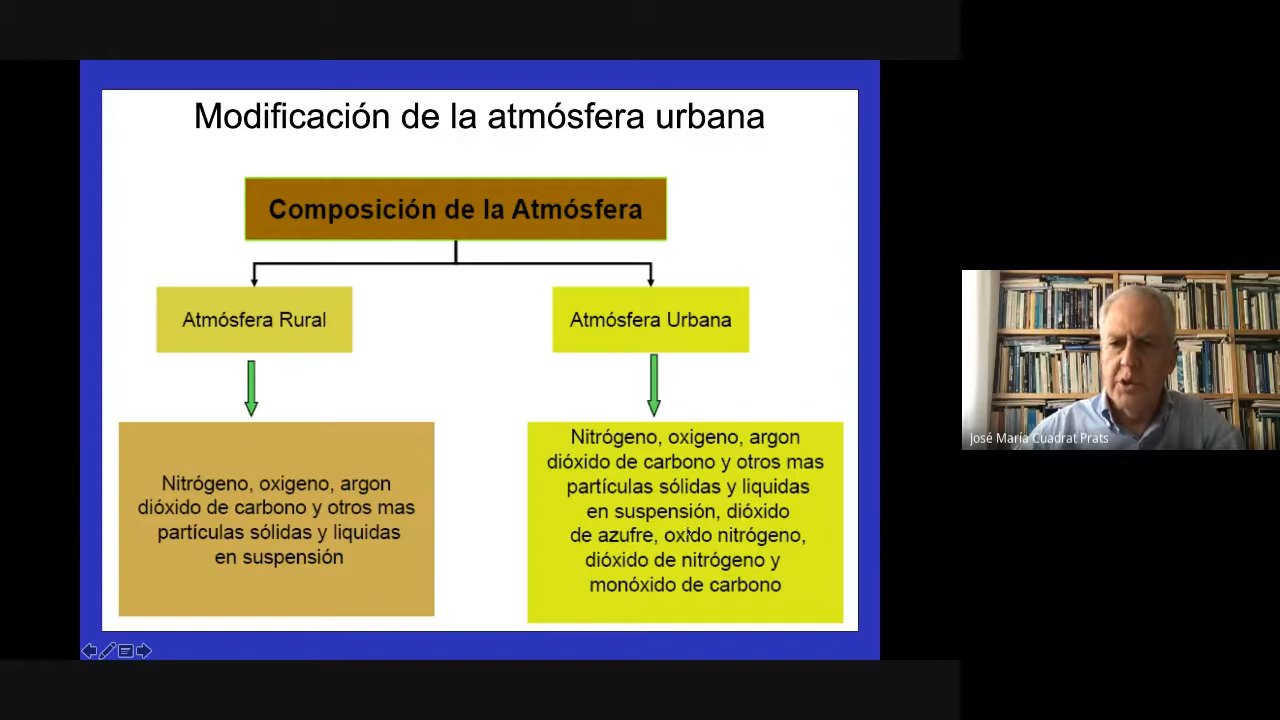 Modificación de la atmósfera urbana
Composición de la Atmósfera
Atmósfera Rural
Atmósfera Urbana
Nitrógeno, oxigeno, argon
dióxido de carbono y otros mas
partículas sólidas y liquidas
en suspensión
Nitrógeno, oxigeno, argon
dióxido de carbono y otros mas
partículas sólidas y liquidas
en suspensión, dióxido
de azufre, oxido nitrógeno,
dióxido de nitrógeno y
monóxido de carbono
José María Cuadrat Prats